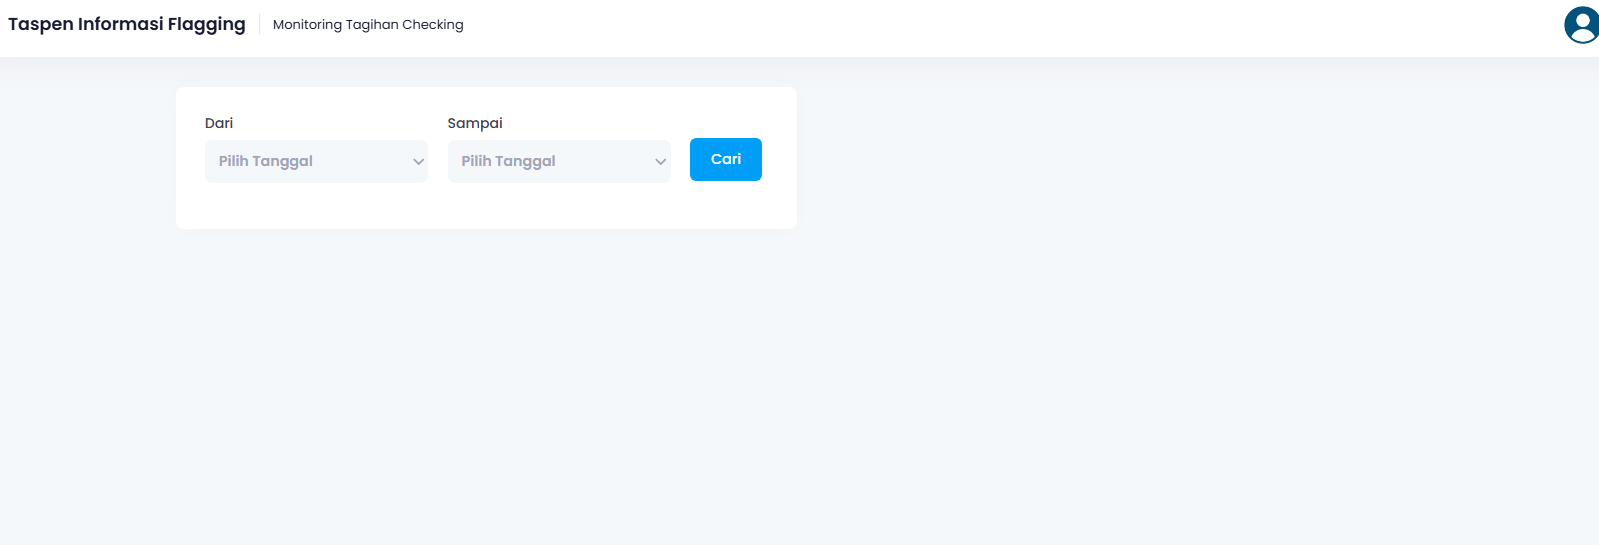 Taspen Informasi Flagging
Monitoring Tagihan Checking
Dari
Sampai
Pilih Tanggal
Pilih Tanggal
Cari